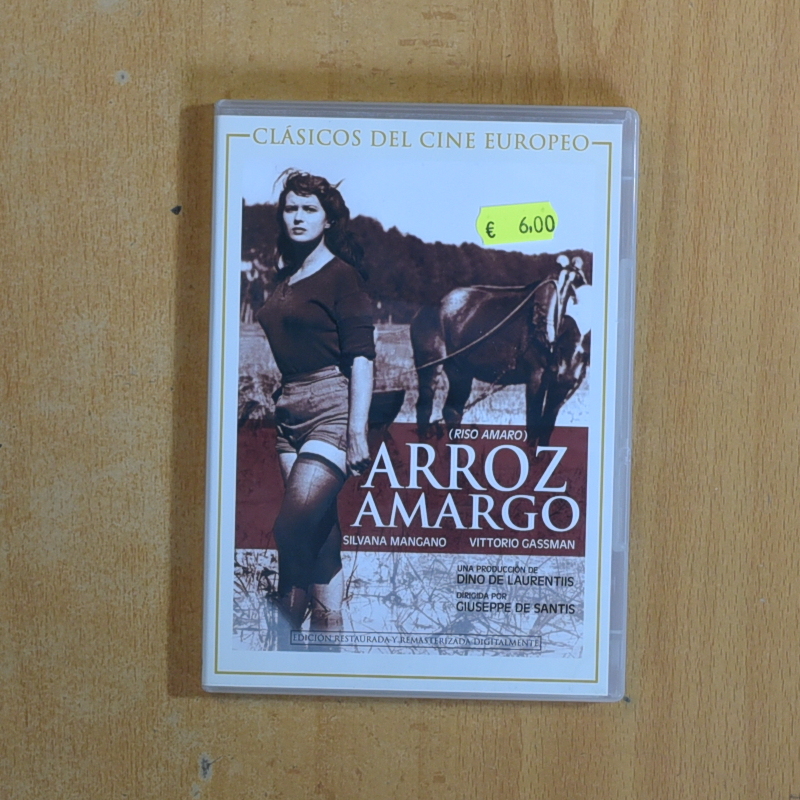 CLÁSICOS DEL CINE EUROPEO
€ 6,00
(RISO AMARO)
ARROZ
AMARGO
SILVANA MANGANO VITTORIO GASSMAN
UNA PRODUCCIÓN DE
DINO DE LAURENTIIS
DIRIGIDA POR
GIUSEPPE DE SANTIS
EDICIÓN RESTAURADA Y REMASTERIZADA DIGITALMENTE